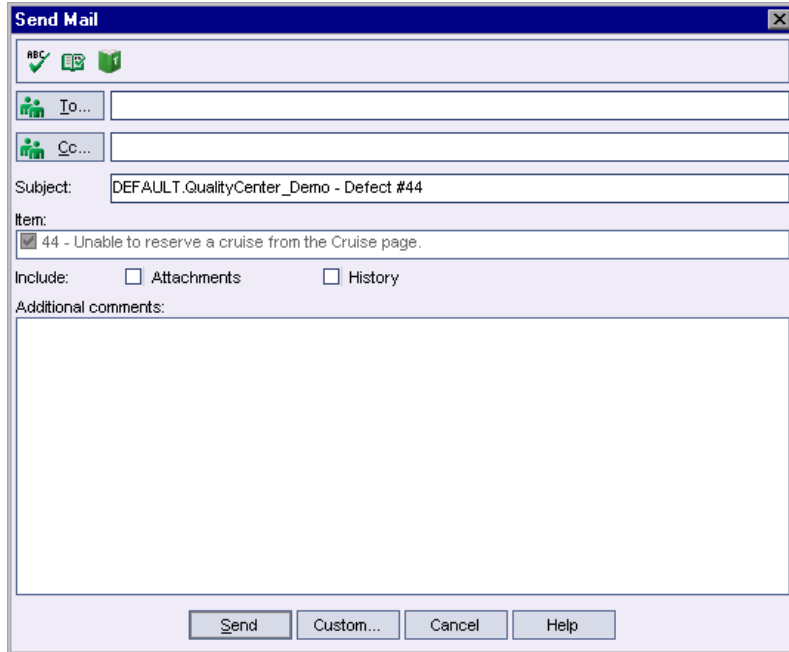 Send Mail
ABC
To...
Cc...
Subject: DEFAULT.QualityCenter_Demo - Defect #44
Item:
44 - Unable to reserve a cruise from the Cruise page.
Include: Attachments History
Additional comments:
Send Custom... Cancel Help